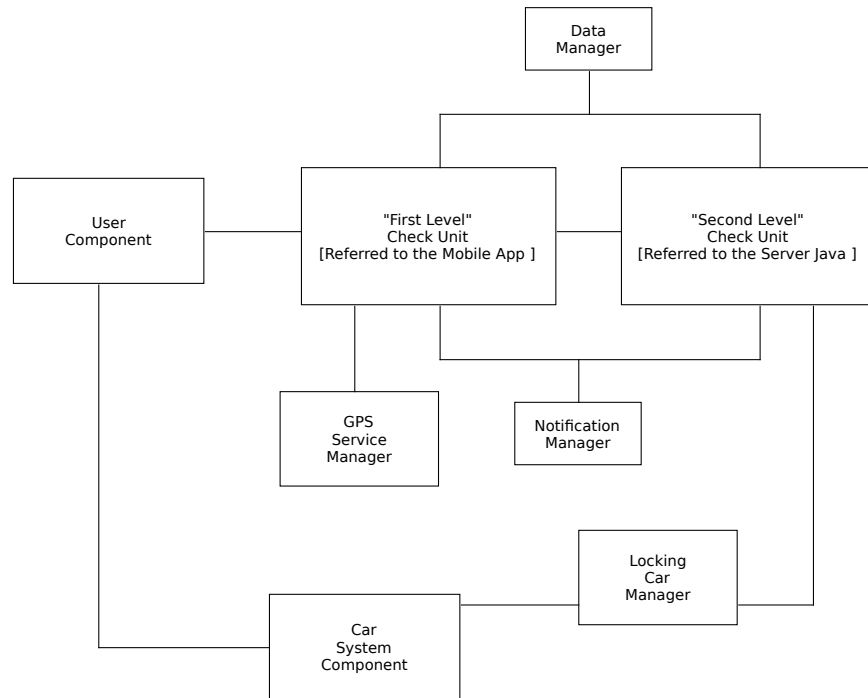 Data
Manager
User
Component
"First Level"
Check Unit
[Referred to the Mobile App ]
"Second Level"
Check Unit
[Referred to the Server Java ]
GPS
Service
Manager
Notification
Manager
Locking
Car
Manager
Car
System
Component